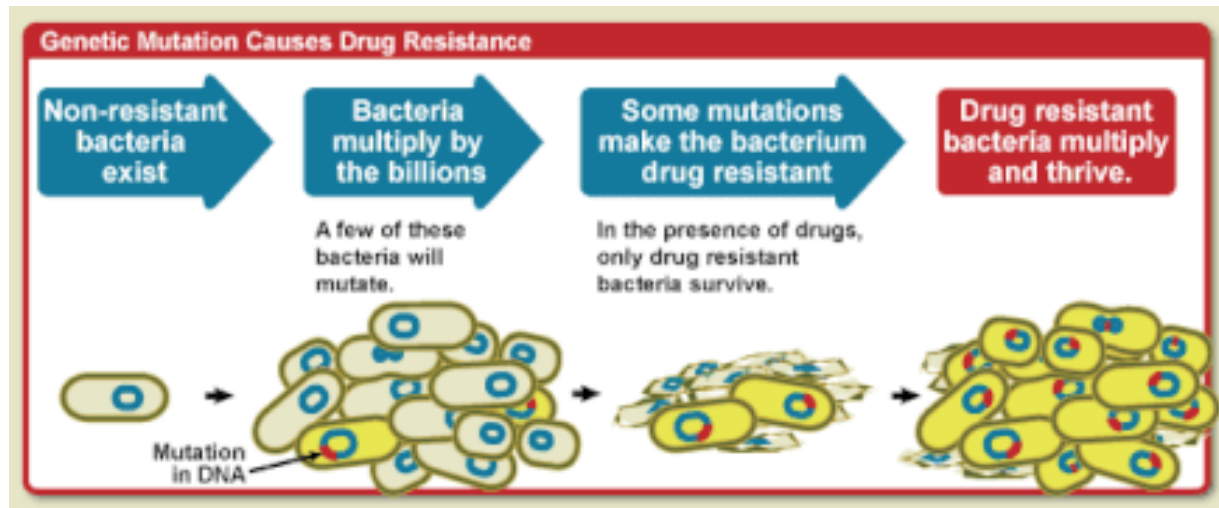 Genetic Mutation Causes Drug Resistance
Non-resistant
bacteria
exist
Bacteria
multiply by
the billions
Some mutations
make the bacterium
drug resistant
Drug resistant
bacteria multiply
and thrive.
A few of these
bacteria will
mutate.
In the presence of drugs,
only drug resistant
bacteria survive.
Mutation
in DNA